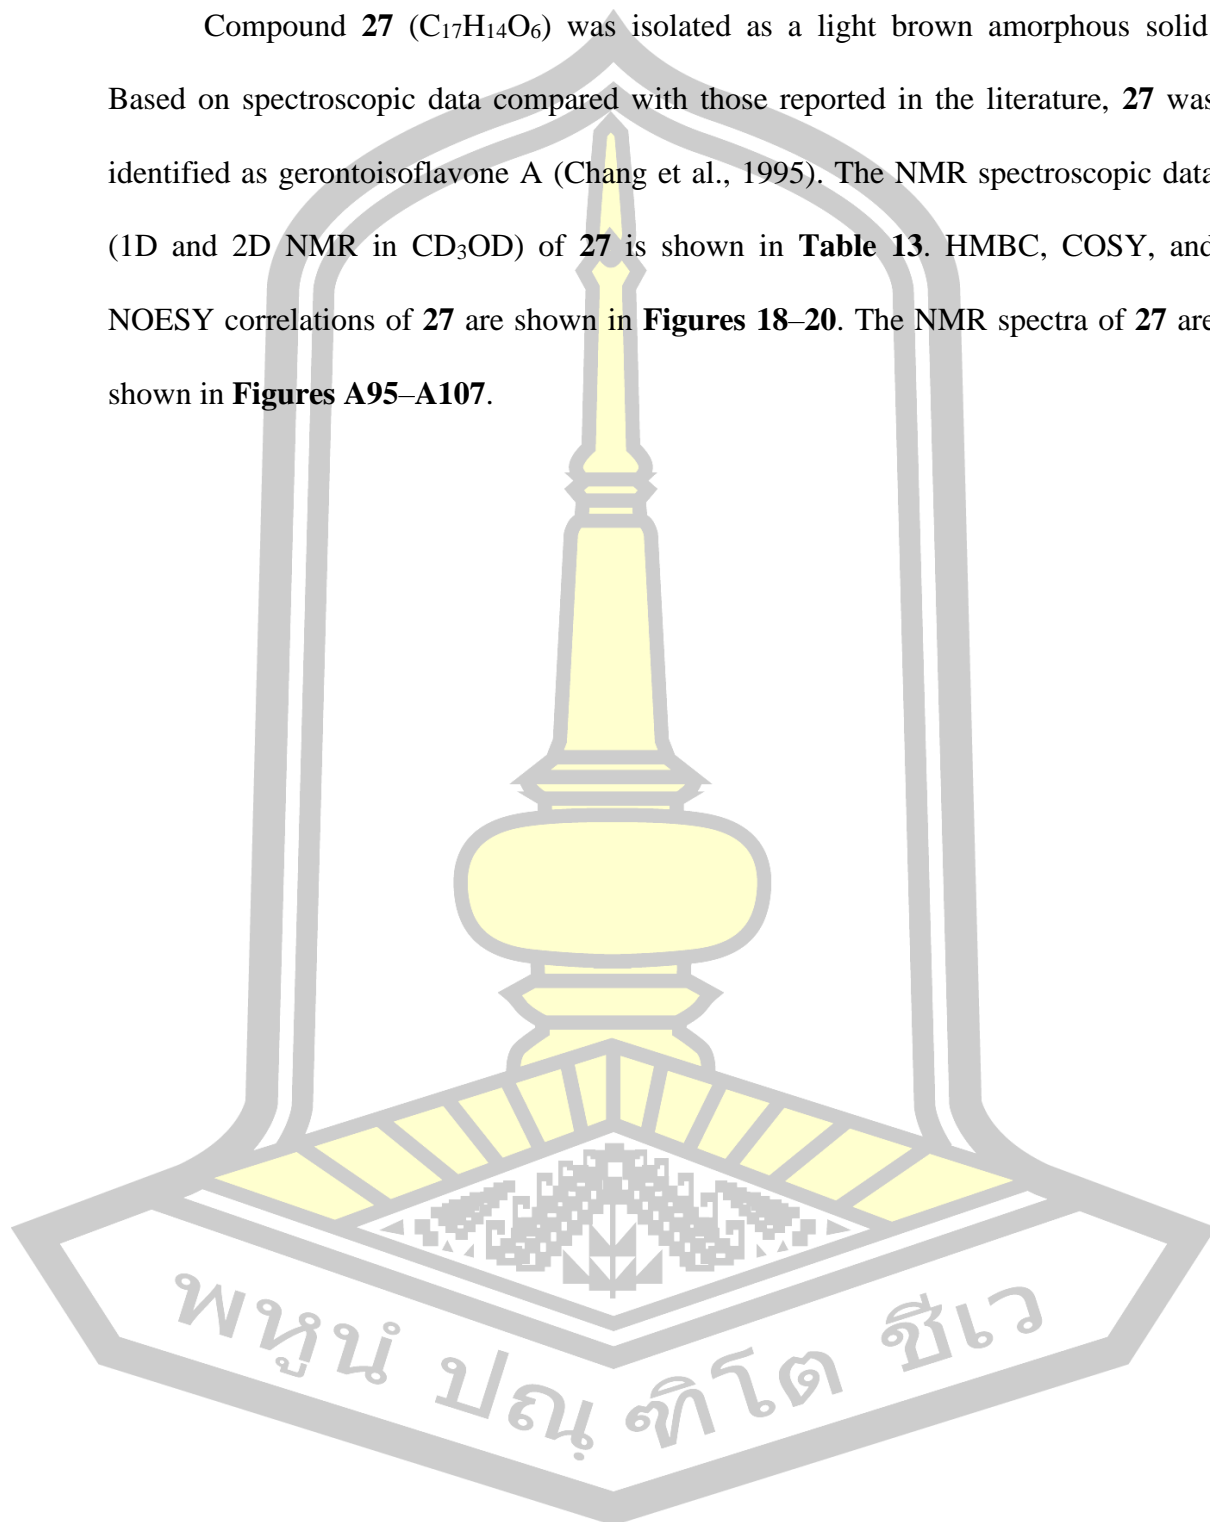 Compound 27 (C₁₇H₁₄O₆) was isolated as a light brown amorphous solid
Based on spectroscopic data compared with those reported in the literature, 27 was
identified as gerontoisoflavone A (Chang et al., 1995). The NMR spectroscopic data
(1D and 2D NMR in CD₃OD) of 27 is shown in Table 13. HMBC, COSY, and
NOESY correlations of 27 are shown in Figures 18–20. The NMR spectra of 27 are
shown in Figures A95–A107.
พหูนํ ปณฺฑิโต ชีเว